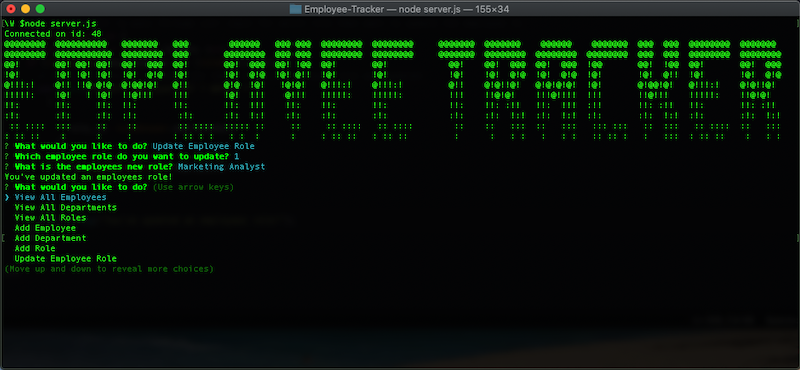 Employee-Tracker — node server.js — 155×34
[\W $node server.js
Connected on id: 48
EMPLOYEE TRACKER
? What would you like to do? Update Employee Role
? Which employee role do you want to update? 1
? What is the employees new role? Marketing Analyst
You've updated an employees role!
? What would you like to do? (Use arrow keys)
❯ View All Employees
View All Departments
View All Roles
Add Employee
Add Department
Add Role
Update Employee Role
(Move up and down to reveal more choices)